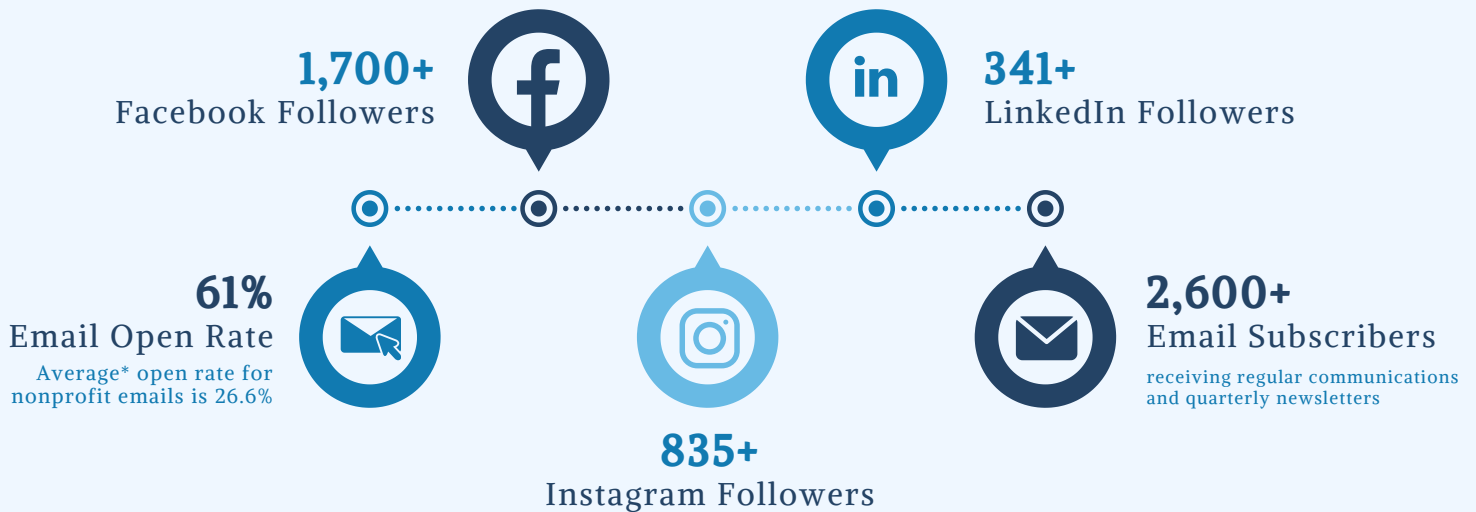 1,700+
Facebook Followers
in
341+
LinkedIn Followers
61%
Email Open Rate
Average* open rate for
nonprofit emails is 26.6%
835+
Instagram Followers
2,600+
Email Subscribers
receiving regular communications
and quarterly newsletters